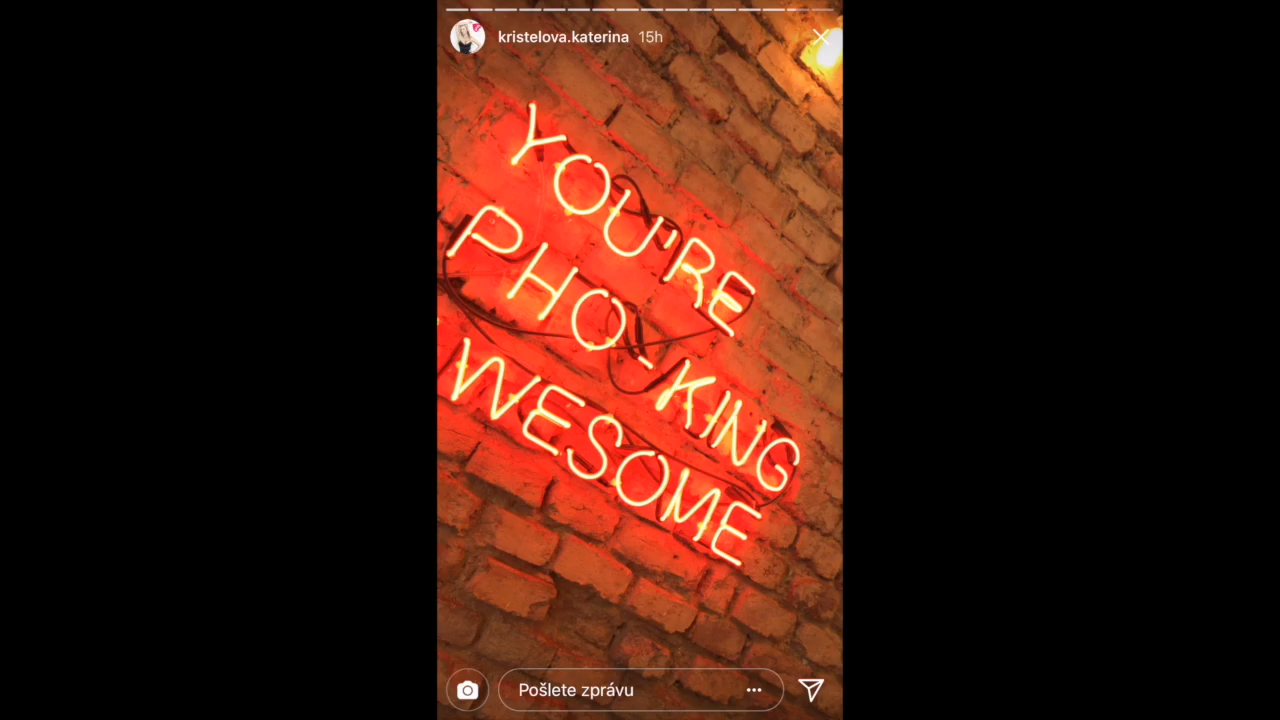 kristelova.katerina 15h
YOU'RE
PHO-KING
WESOME
Pošlete zprávu